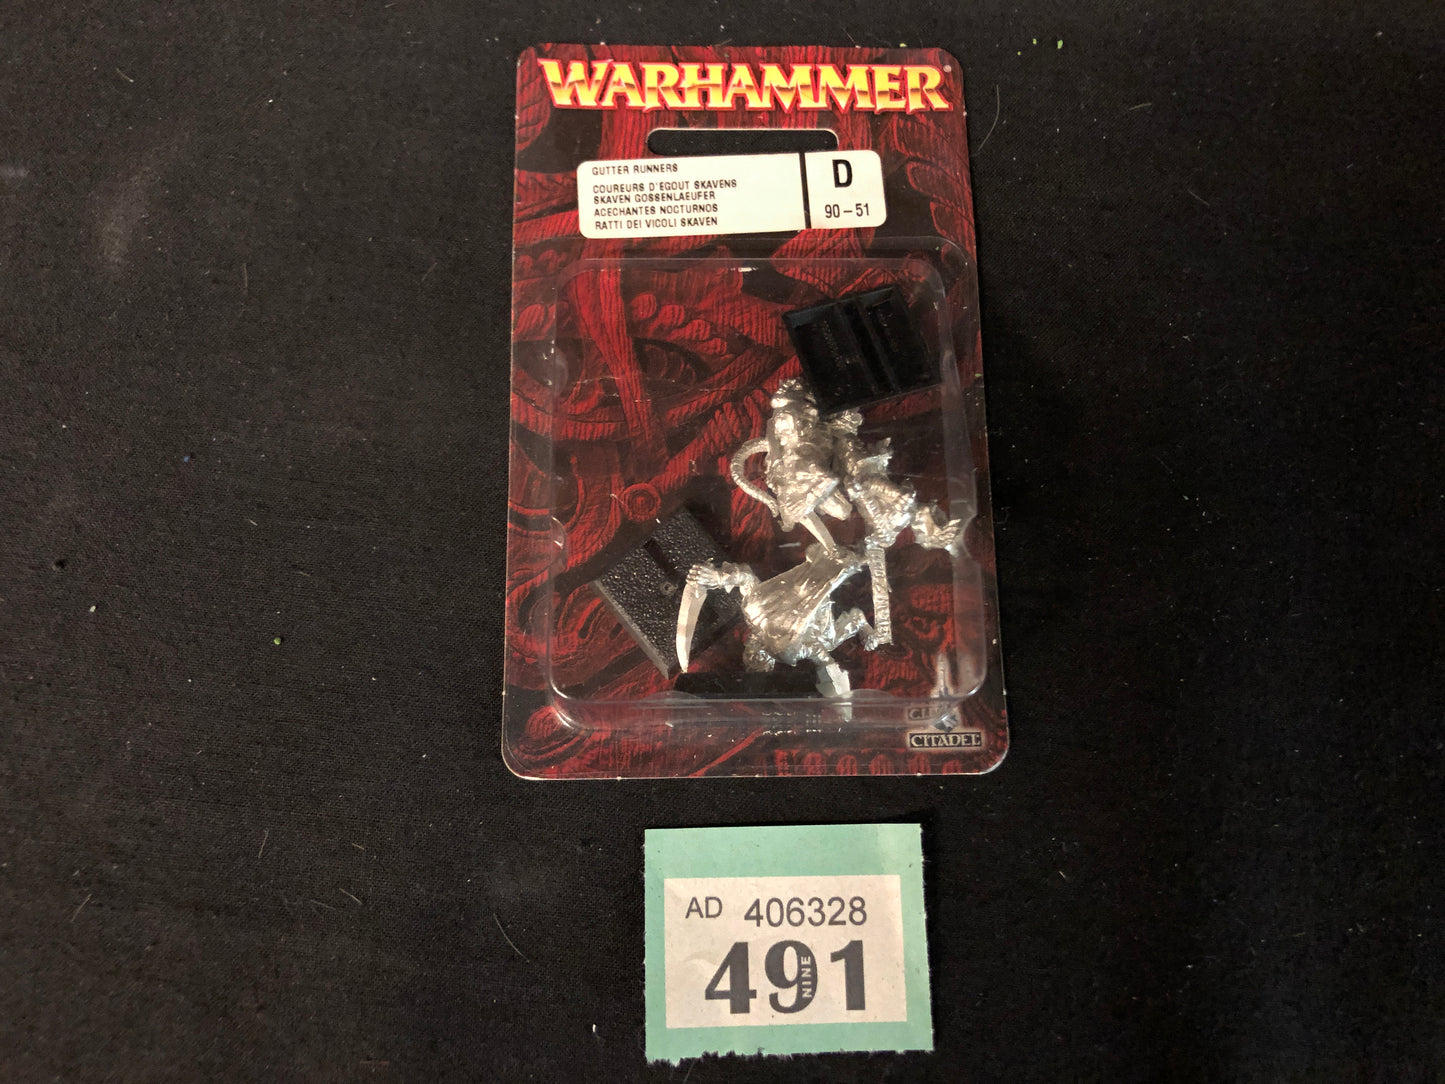 WARHAMMER
GUTTER RUNNERS
COUREURS D'EGOUT SKAVENS
SKAVEN GOSSENLAEUFER
ACECHANTES NOCTURNOS
RATTI DEI VICOLI SKAVEN
D
90-51
CITADEL
AD 406328
491
NINE